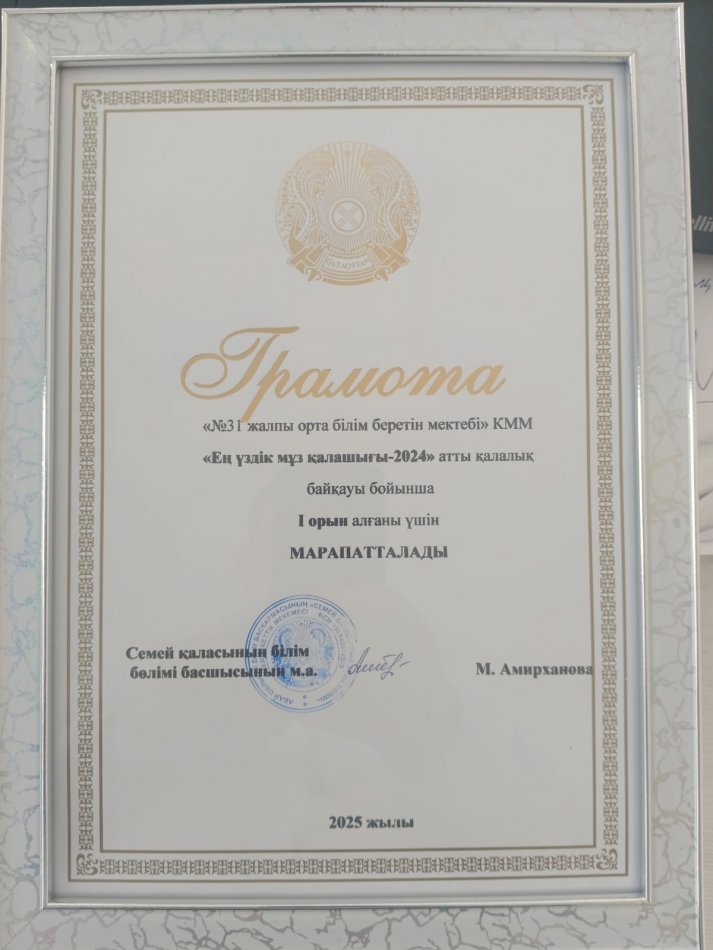 QAZAQSTAN
Грамота
«№31 жалпы орта білім беретін мектебі» КММ
«Ең үздік мұз қалашығы-2024» атты қалалық
байқауы бойынша
І орын алғаны үшін
МАРАПАТТАЛАДЫ
Семей қаласының білім
бөлімі басшысының м.а.
М. Амирханова
2025 жылы